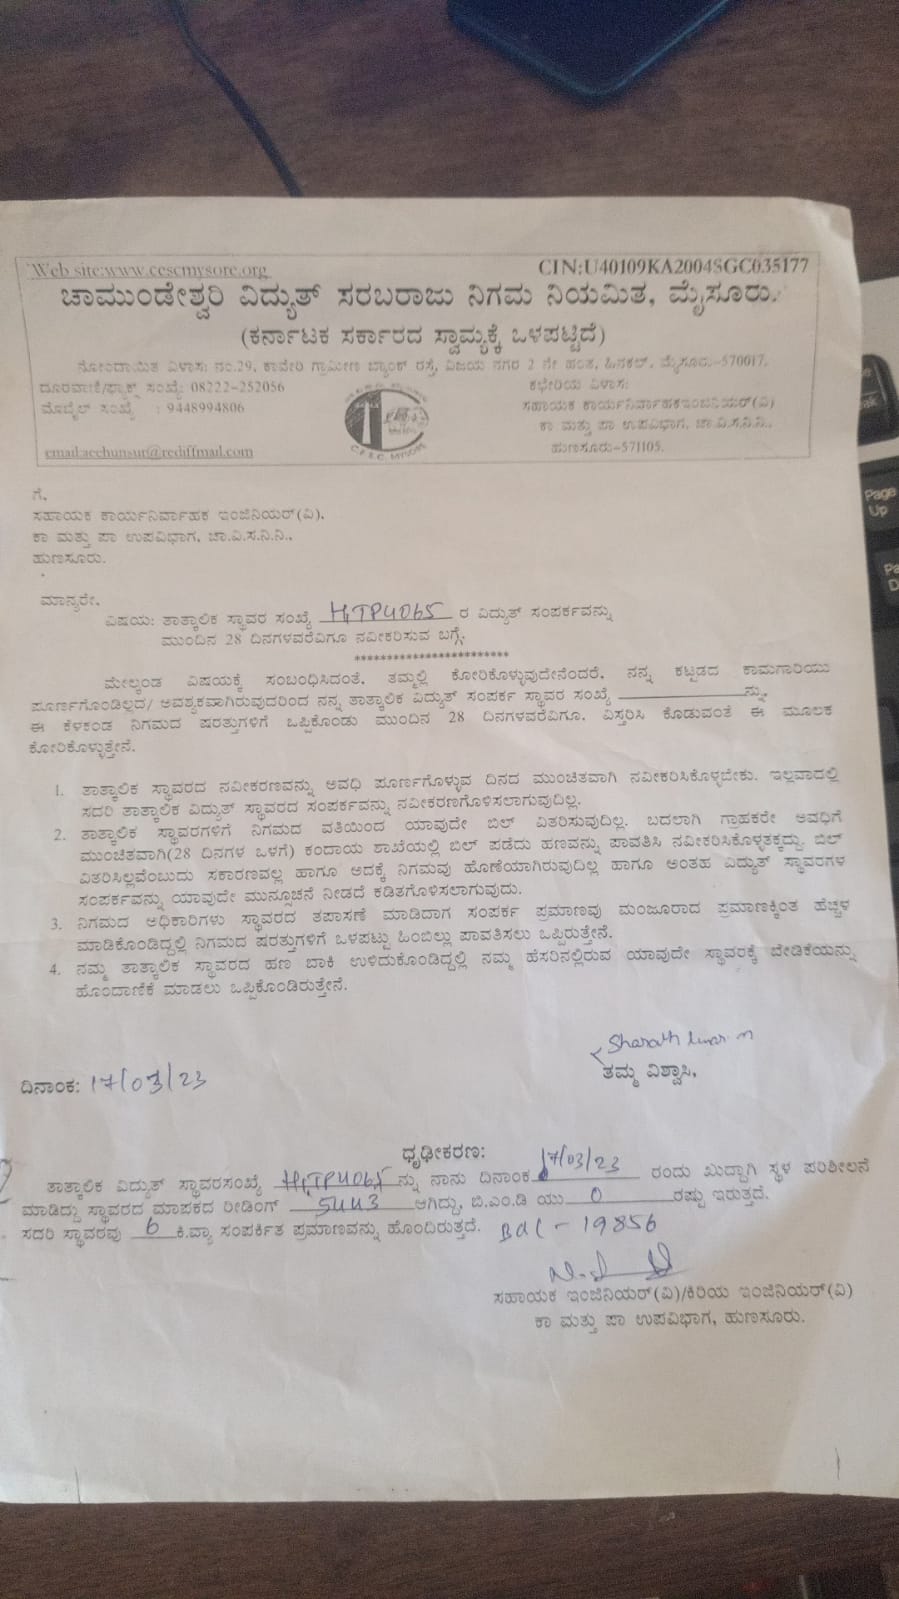 Web site:www.cescmysore.org CIN:U40109KA2004SGC035177
ಚಾಮುಂಡೇಶ್ವರಿ ವಿದ್ಯುತ್ ಸರಬರಾಜು ನಿಗಮ ನಿಯಮಿತ, ಮೈಸೂರು.
(ಕರ್ನಾಟಕ ಸರ್ಕಾರದ ಸ್ವಾಮ್ಯಕ್ಕೆ ಒಳಪಟ್ಟಿದೆ)
ನೋಂದಾಯಿತ ವಿಳಾಸ: ನಂ.29, ಕಾವೇರಿ ಗ್ರಾಮೀಣ ಬ್ಯಾಂಕ್ ರಸ್ತೆ, ವಿಜಯ ನಗರ 2 ನೇ ಹಂತ, ಹಿನಕಲ್, ಮೈಸೂರು-570017.
ದೂರವಾಣಿ/ಫ್ಯಾಕ್ಸ್ ಸಂಖ್ಯೆ: 08222-252056 ಕಛೇರಿಯ ವಿಳಾಸ:
ಮೊಬೈಲ್ ಸಂಖ್ಯೆ : 9448994806 ಸಹಾಯಕ ಕಾರ್ಯನಿರ್ವಾಹಕಇಂಜಿನಿಯರ್(ವಿ)
ಕಾ ಮತ್ತು ಪಾ ಉಪವಿಭಾಗ, ಚಾ.ವಿ.ಸ.ನಿ.ನಿ.,
email:aeehunsur@rediffmail.com ಹುಣಸೂರು-571105.
C.E.S.C. MYSORE
ಗೆ,
ಸಹಾಯಕ ಕಾರ್ಯನಿರ್ವಾಹಕ ಇಂಜಿನಿಯರ್(ವಿ),
ಕಾ ಮತ್ತು ಪಾ ಉಪವಿಭಾಗ, ಚಾ.ವಿ.ಸ.ನಿ.ನಿ.,
ಹುಣಸೂರು.
ಮಾನ್ಯರೇ,
ವಿಷಯ: ತಾತ್ಕಾಲಿಕ ಸ್ಥಾವರ ಸಂಖ್ಯೆ HTP4065 ರ ವಿದ್ಯುತ್ ಸಂಪರ್ಕವನ್ನು
ಮುಂದಿನ 28 ದಿನಗಳವರೆವಿಗೂ ನವೀಕರಿಸುವ ಬಗ್ಗೆ.
************************
ಮೇಲ್ಕಂಡ ವಿಷಯಕ್ಕೆ ಸಂಬಂಧಿಸಿದಂತೆ, ತಮ್ಮಲ್ಲಿ ಕೋರಿಕೊಳ್ಳುವುದೇನೆಂದರೆ, ನನ್ನ ಕಟ್ಟಡದ ಕಾಮಗಾರಿಯು
ಪೂರ್ಣಗೊಂಡಿಲ್ಲದ/ ಅವಶ್ಯಕವಾಗಿರುವುದರಿಂದ ನನ್ನ ತಾತ್ಕಾಲಿಕ ವಿದ್ಯುತ್ ಸಂಪರ್ಕ ಸ್ಥಾವರ ಸಂಖ್ಯೆ ____________ನ್ನು,
ಈ ಕೆಳಕಂಡ ನಿಗಮದ ಷರತ್ತುಗಳಿಗೆ ಒಪ್ಪಿಕೊಂಡು ಮುಂದಿನ 28 ದಿನಗಳವರೆವಿಗೂ, ವಿಸ್ತರಿಸಿ ಕೊಡುವಂತೆ ಈ ಮೂಲಕ
ಕೋರಿಕೊಳ್ಳುತ್ತೇನೆ.
1. ತಾತ್ಕಾಲಿಕ ಸ್ಥಾವರದ ನವೀಕರಣವನ್ನು ಅವಧಿ ಪೂರ್ಣಗೊಳ್ಳುವ ದಿನದ ಮುಂಚಿತವಾಗಿ ನವೀಕರಿಸಿಕೊಳ್ಳಬೇಕು. ಇಲ್ಲವಾದಲ್ಲಿ
ಸದರಿ ತಾತ್ಕಾಲಿಕ ವಿದ್ಯುತ್ ಸ್ಥಾವರದ ಸಂಪರ್ಕವನ್ನು ನವೀಕರಣಗೊಳಿಸಲಾಗುವುದಿಲ್ಲ.
2. ತಾತ್ಕಾಲಿಕ ಸ್ಥಾವರಗಳಿಗೆ ನಿಗಮದ ವತಿಯಿಂದ ಯಾವುದೇ ಬಿಲ್ ವಿತರಿಸುವುದಿಲ್ಲ. ಬದಲಾಗಿ ಗ್ರಾಹಕರೇ ಅವಧಿಗೆ
ಮುಂಚಿತವಾಗಿ(28 ದಿನಗಳ ಒಳಗೆ) ಕಂದಾಯ ಶಾಖೆಯಲ್ಲಿ ಬಿಲ್ ಪಡೆದು ಹಣವನ್ನು ಪಾವತಿಸಿ ನವೀಕರಿಸಿಕೊಳ್ಳತಕ್ಕದ್ದು. ಬಿಲ್
ವಿತರಿಸಿಲ್ಲವೆಂಬುದು ಸಕಾರಣವಲ್ಲ ಹಾಗೂ ಅದಕ್ಕೆ ನಿಗಮವು ಹೊಣೆಯಾಗಿರುವುದಿಲ್ಲ ಹಾಗೂ ಅಂತಹ ವಿದ್ಯುತ್ ಸ್ಥಾವರಗಳ
ಸಂಪರ್ಕವನ್ನು ಯಾವುದೇ ಮುನ್ಸೂಚನೆ ನೀಡದೆ ಕಡಿತಗೊಳಿಸಲಾಗುವುದು.
3. ನಿಗಮದ ಅಧಿಕಾರಿಗಳು ಸ್ಥಾವರದ ತಪಾಸಣೆ ಮಾಡಿದಾಗ ಸಂಪರ್ಕ ಪ್ರಮಾಣವು ಮಂಜೂರಾದ ಪ್ರಮಾಣಕ್ಕಿಂತ ಹೆಚ್ಚಳ
ಮಾಡಿಕೊಂಡಿದ್ದಲ್ಲಿ ನಿಗಮದ ಷರತ್ತುಗಳಿಗೆ ಒಳಪಟ್ಟು ಹಿಂಬಿಲ್ಲು ಪಾವತಿಸಲು ಒಪ್ಪಿರುತ್ತೇನೆ.
4. ನಮ್ಮ ತಾತ್ಕಾಲಿಕ ಸ್ಥಾವರದ ಹಣ ಬಾಕಿ ಉಳಿದುಕೊಂಡಿದ್ದಲ್ಲಿ ನಮ್ಮ ಹೆಸರಿನಲ್ಲಿರುವ ಯಾವುದೇ ಸ್ಥಾವರಕ್ಕೆ ಬೇಡಿಕೆಯನ್ನು
ಹೊಂದಾಣಿಕೆ ಮಾಡಲು ಒಪ್ಪಿಕೊಂಡಿರುತ್ತೇನೆ.
Sharath
ತಮ್ಮ ವಿಶ್ವಾಸಿ,
ದಿನಾಂಕ: 17/03/23
ಧೃಢೀಕರಣ:
ತಾತ್ಕಾಲಿಕ ವಿದ್ಯುತ್ ಸ್ಥಾವರಸಂಖ್ಯೆ HTP4065 ನ್ನು ನಾನು ದಿನಾಂಕ 17/03/23 ರಂದು ಖುದ್ದಾಗಿ ಸ್ಥಳ ಪರಿಶೀಲನೆ
ಮಾಡಿದ್ದು ಸ್ಥಾವರದ ಮಾಪಕದ ರೀಡಿಂಗ್ 5443 ಆಗಿದ್ದು, ಬಿ.ಎಂ.ಡಿ ಯು 0 ರಷ್ಟು ಇರುತ್ತದೆ.
ಸದರಿ ಸ್ಥಾವರವು 6 ಕಿ.ವ್ಯಾ ಸಂಪರ್ಕಿತ ಪ್ರಮಾಣವನ್ನು ಹೊಂದಿರುತ್ತದೆ. Bal - 19856
ಸಹಾಯಕ ಇಂಜಿನಿಯರ್(ವಿ)/ಕಿರಿಯ ಇಂಜಿನಿಯರ್(ವಿ)
ಕಾ ಮತ್ತು ಪಾ ಉಪವಿಭಾಗ, ಹುಣಸೂರು.
Page
Up